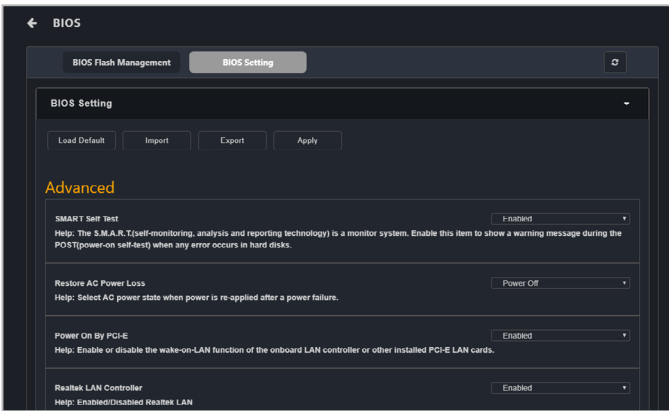 BIOS
BIOS Flash Management BIOS Setting
BIOS Setting
Load Default Import Export Apply
Advanced
SMART Self Test Enabled
Help: The S.M.A.R.T.(self-monitoring, analysis and reporting technology) is a monitor system. Enable this item to show a warning message during the
POST(power-on self-test) when any error occurs in hard disks.
Restore AC Power Loss Power Off
Help: Select AC power state when power is re-applied after a power failure.
Power On By PCI-E Enabled
Help: Enable or disable the wake-on-LAN function of the onboard LAN controller or other installed PCI-E LAN cards.
Realtek LAN Controller Enabled
Help: Enabled/Disabled Realtek LAN